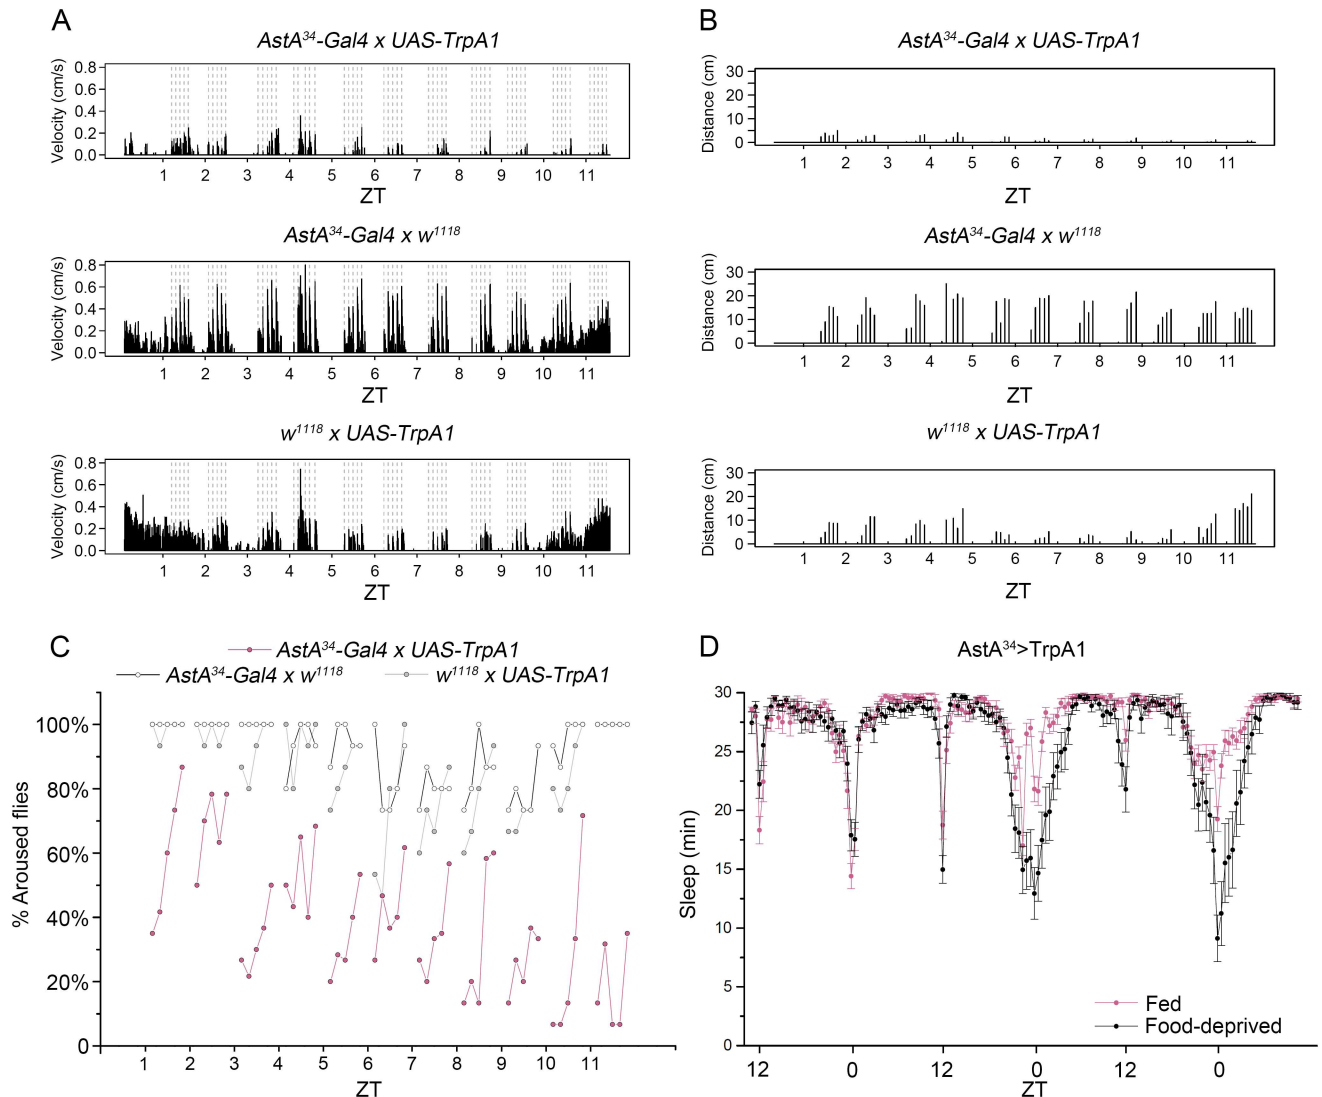 A
AstA³⁴-Gal4 x UAS-TrpA1
Velocity (cm/s)
0.8
0.6
0.4
0.2
0.0
1 2 3 4 5 6 7 8 9 10 11
ZT
AstA³⁴-Gal4 x w¹¹¹⁸
Velocity (cm/s)
0.8
0.6
0.4
0.2
0.0
1 2 3 4 5 6 7 8 9 10 11
ZT
w¹¹¹⁸ x UAS-TrpA1
Velocity (cm/s)
0.8
0.6
0.4
0.2
0.0
1 2 3 4 5 6 7 8 9 10 11
ZT
B
AstA³⁴-Gal4 x UAS-TrpA1
Distance (cm)
30
20
10
0
1 2 3 4 5 6 7 8 9 10 11
ZT
AstA³⁴-Gal4 x w¹¹¹⁸
Distance (cm)
30
20
10
0
1 2 3 4 5 6 7 8 9 10 11
ZT
w¹¹¹⁸ x UAS-TrpA1
Distance (cm)
30
20
10
0
1 2 3 4 5 6 7 8 9 10 11
ZT
C
AstA³⁴-Gal4 x UAS-TrpA1
AstA³⁴-Gal4 x w¹¹¹⁸ w¹¹¹⁸ x UAS-TrpA1
% Aroused flies
100%
80%
60%
40%
20%
0
1 2 3 4 5 6 7 8 9 10 11
ZT
D
AstA³⁴>TrpA1
Sleep (min)
30
25
20
15
10
5
0
Fed
Food-deprived
12 0 12 0 12 0
ZT